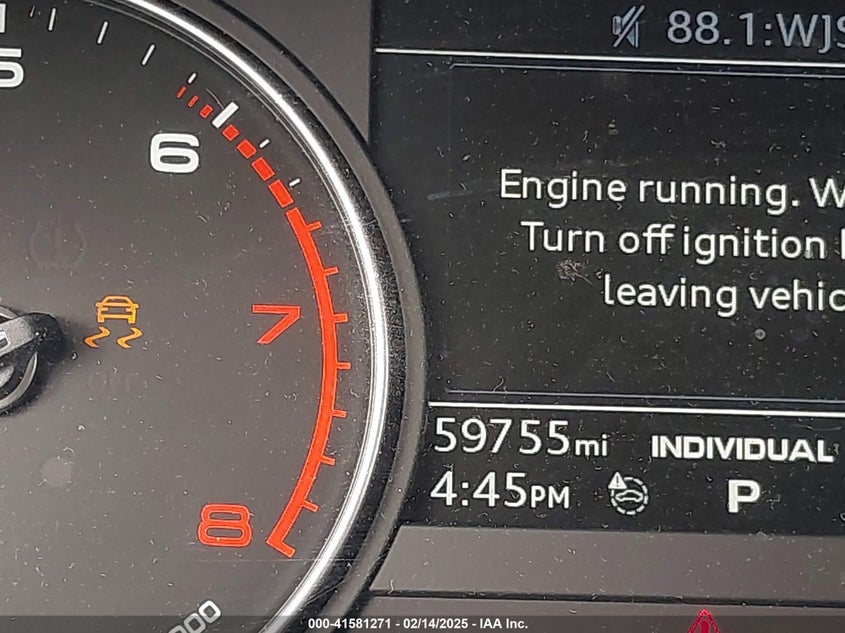 88.1:WJS
5
6
Engine running. W
Turn off ignition
leaving vehic
7
59755mi INDIVIDUAL
4:45PM P
8
000-41581271 - 02/14/2025 - IAA Inc.